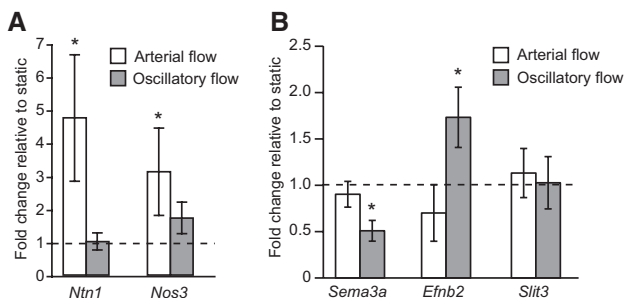 A
Fold change relative to static
7
6
5
4
3
2
1
0
*
*
Arterial flow
Oscillatory flow
Ntn1 Nos3
B
Fold change relative to static
2.5
2.0
1.5
1.0
0.5
0
*
*
Arterial flow
Oscillatory flow
Sema3a Efnb2 Slit3